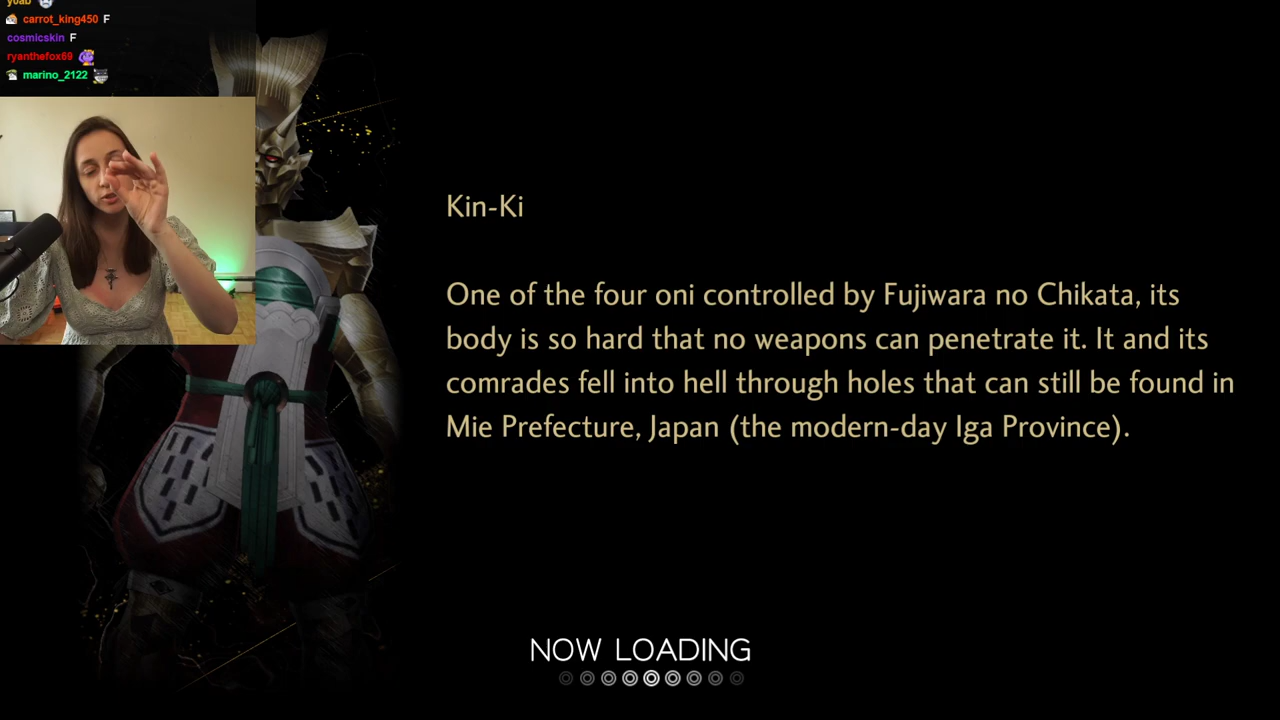 yoab
carrot_king450 F
cosmicskin F
ryanthefox69
marino_2122
Kin-Ki
One of the four oni controlled by Fujiwara no Chikata, its
body is so hard that no weapons can penetrate it. It and its
comrades fell into hell through holes that can still be found in
Mie Prefecture, Japan (the modern-day Iga Province).
NOW LOADING